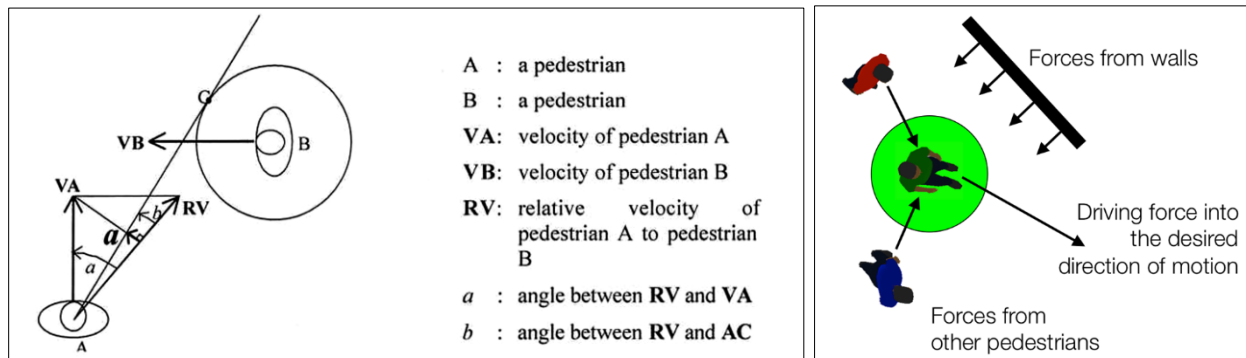 G
VB
B
VA
RV
b
a
a
A
A : a pedestrian
B : a pedestrian
VA: velocity of pedestrian A
VB: velocity of pedestrian B
RV: relative velocity of
pedestrian A to pedestrian
B
a : angle between RV and VA
b : angle between RV and AC
Forces from walls
Driving force into
the desired
direction of motion
Forces from
other pedestrians